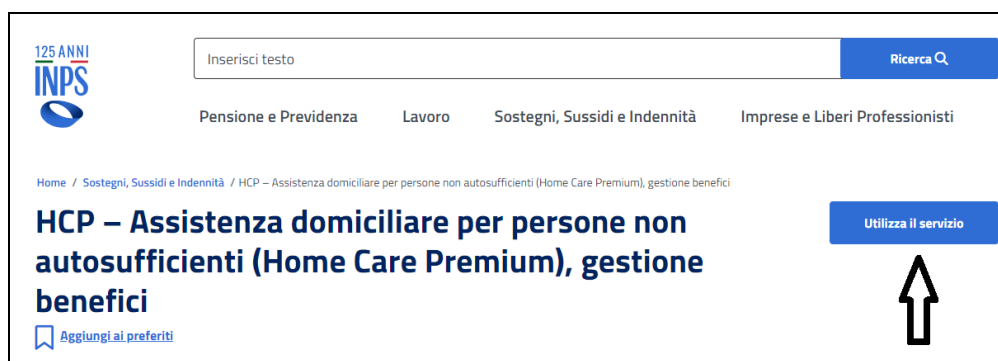 125 ANNI
INPS
Inserisci testo
Ricerca
Pensione e Previdenza Lavoro Sostegni, Sussidi e Indennità Imprese e Liberi Professionisti
Home / Sostegni, Sussidi e Indennità / HCP – Assistenza domiciliare per persone non autosufficienti (Home Care Premium), gestione benefici
HCP – Assistenza domiciliare per persone non
autosufficienti (Home Care Premium), gestione
benefici
Utilizza il servizio
Aggiungi ai preferiti